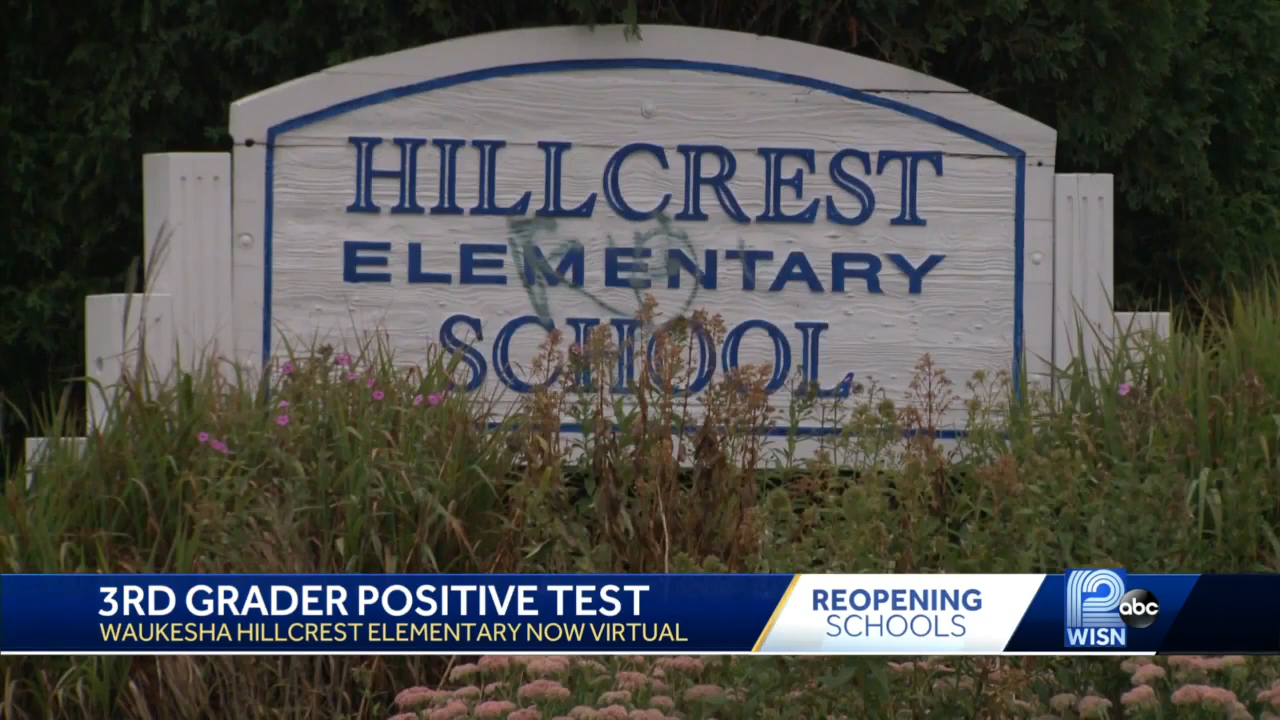 HILLCREST
ELEMENTARY
SCHOOL
3RD GRADER POSITIVE TEST
WAUKESHA HILLCREST ELEMENTARY NOW VIRTUAL
REOPENING
SCHOOLS
12
abc
WISN